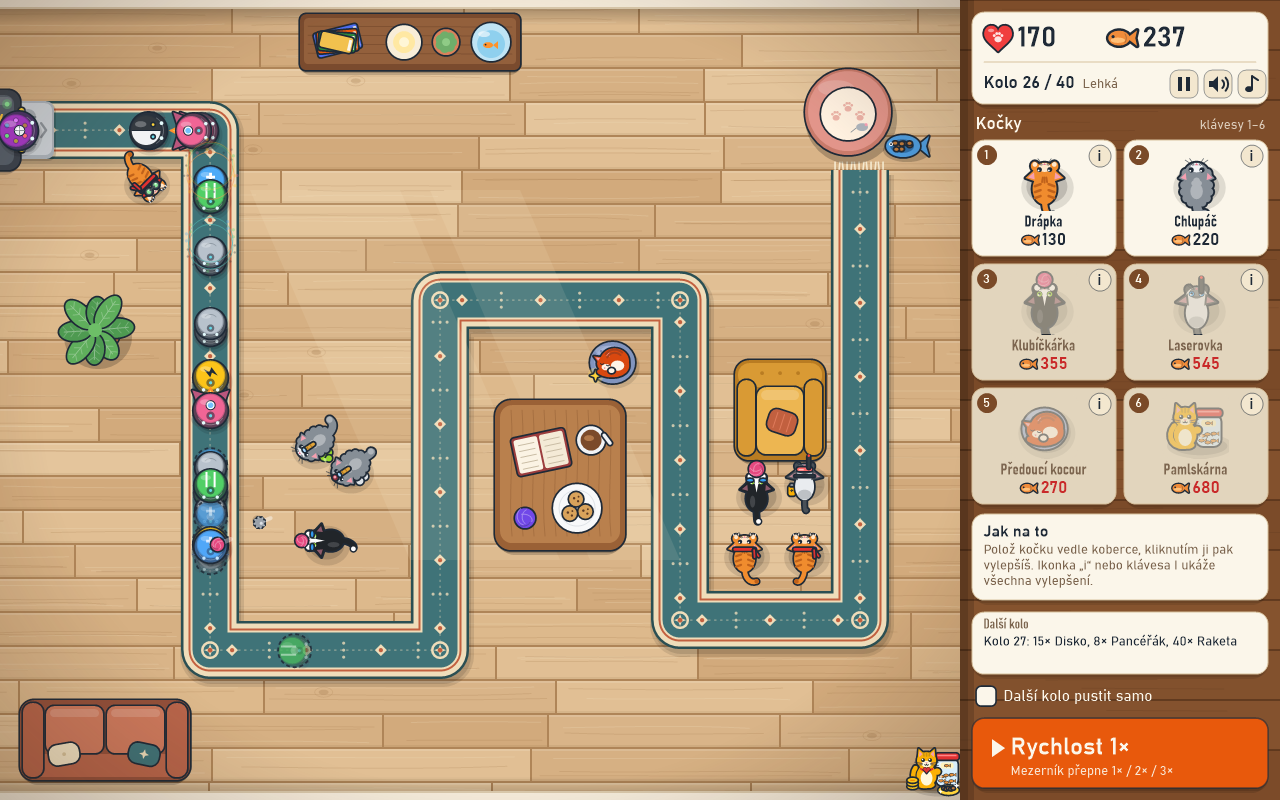 170
237
Kolo 26 / 40 Lehká
Kočky
klávesy 1–6
1
i
Drápka
130
2
i
Chlupáč
220
3
i
Klubíčkářka
355
4
i
Laserovka
545
5
i
Předoucí kocour
270
6
i
Pamlskárna
680
Jak na to
Polož kočku vedle koberce, kliknutím ji pak
vylepšíš. Ikonka „i“ nebo klávesa I ukáže
všechna vylepšení.
Další kolo
Kolo 27: 15× Disko, 8× Pancéřák, 40× Raketa
Další kolo pustit samo
Rychlost 1×
Mezerník přepne 1× / 2× / 3×